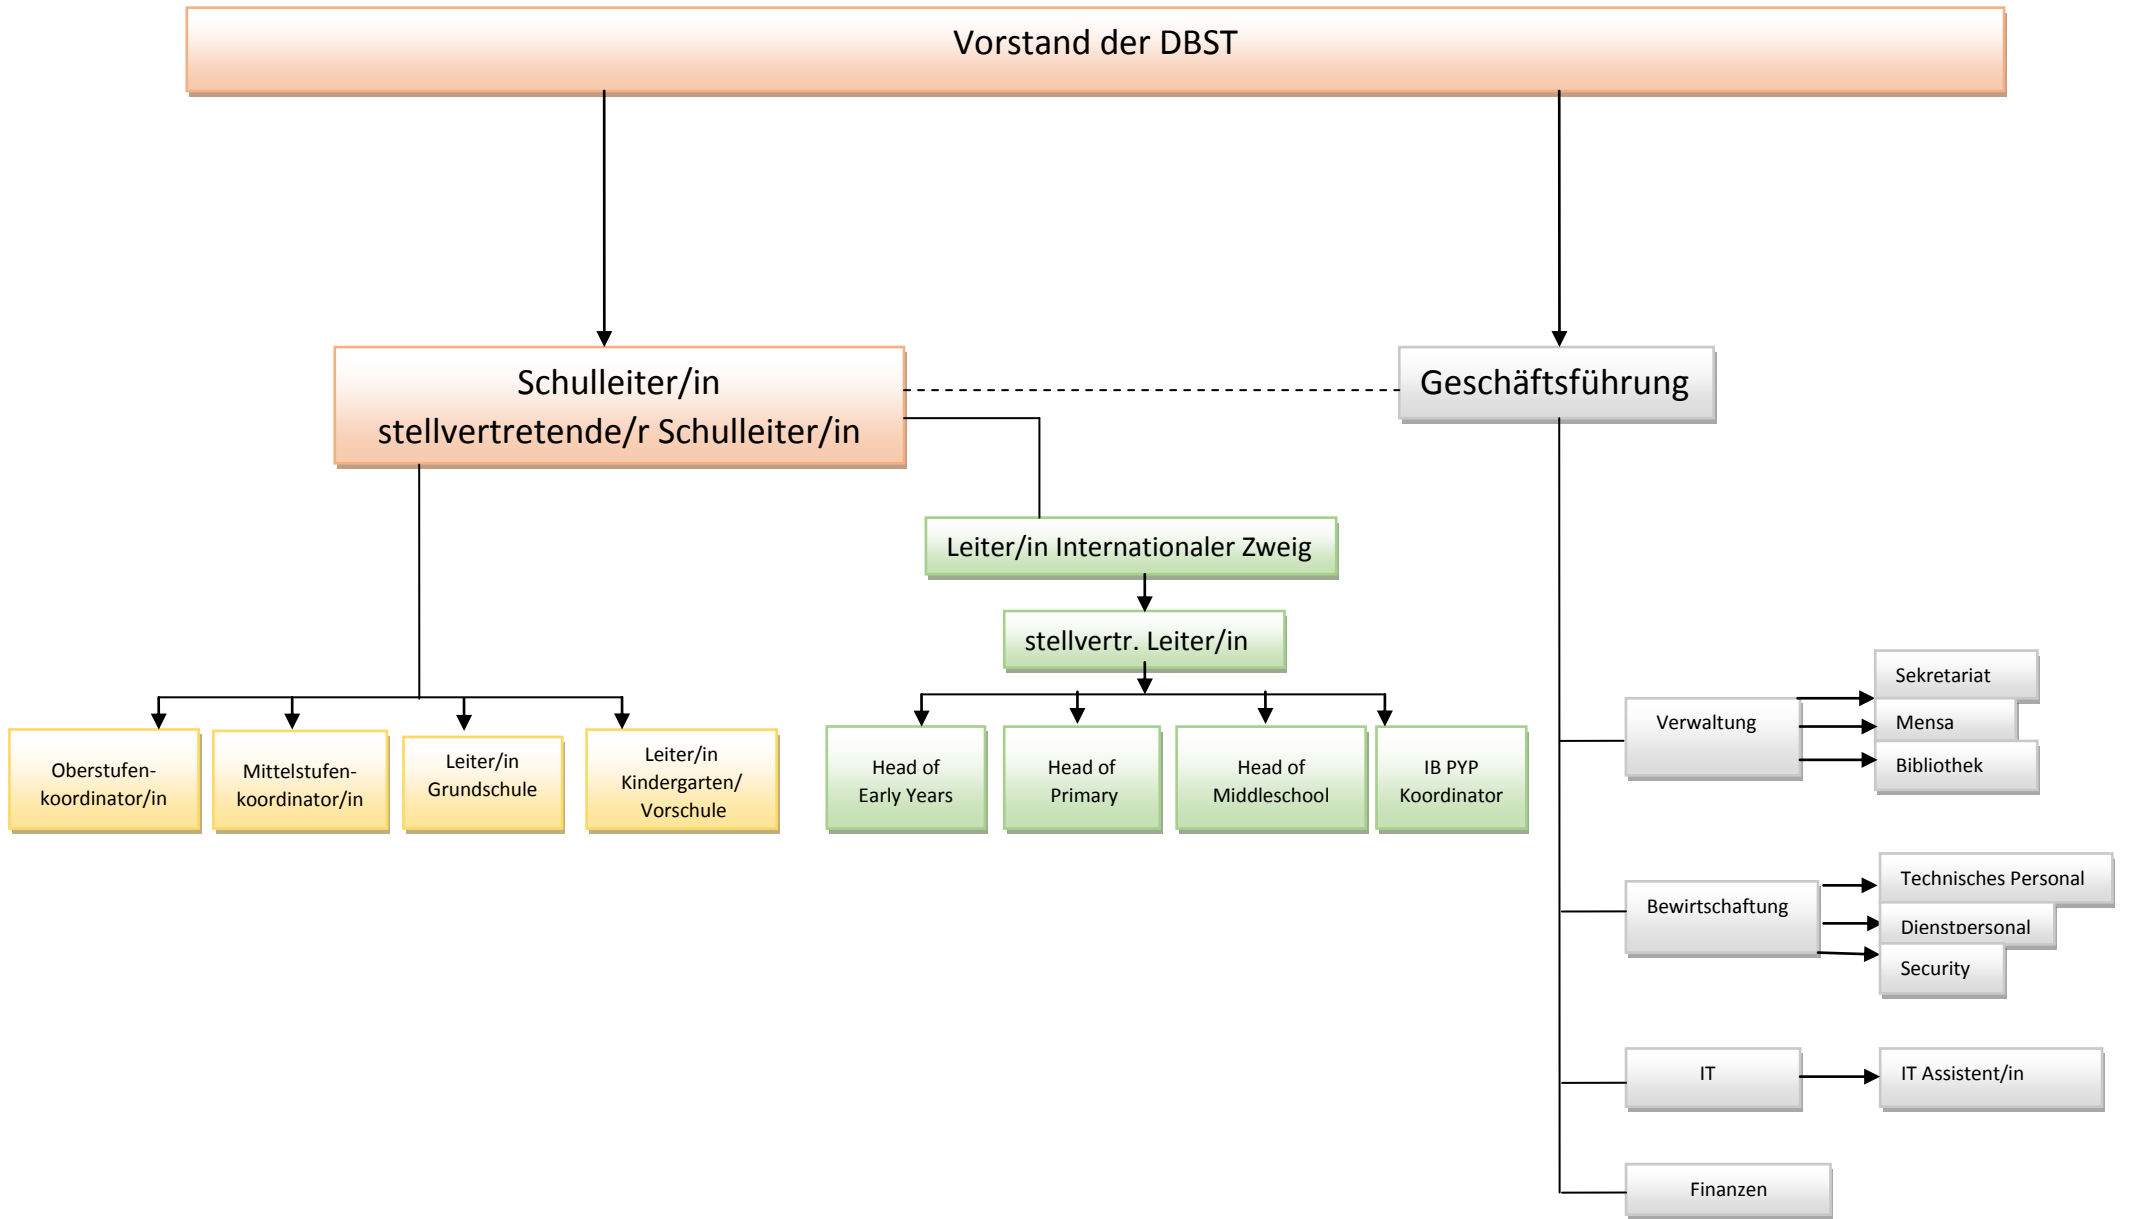 Vorstand der DBST
Schulleiter/in
stellvertretende/r Schulleiter/in
Geschäftsführung
Leiter/in Internationaler Zweig
stellvertr. Leiter/in
Oberstufen-
koordinator/in
Mittelstufen-
koordinator/in
Leiter/in
Grundschule
Leiter/in
Kindergarten/
Vorschule
Head of
Early Years
Head of
Primary
Head of
Middleschool
IB PYP
Koordinator
Verwaltung
Sekretariat
Mensa
Bibliothek
Bewirtschaftung
Technisches Personal
Dienstpersonal
Security
IT
IT Assistent/in
Finanzen